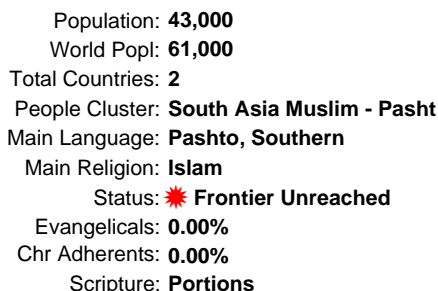 Population: 43,000
World Popl: 61,000
Total Countries: 2
People Cluster: South Asia Muslim - Pasht
Main Language: Pashto, Southern
Main Religion: Islam
Status: Frontier Unreached
Evangelicals: 0.00%
Chr Adherents: 0.00%
Scripture: Portions